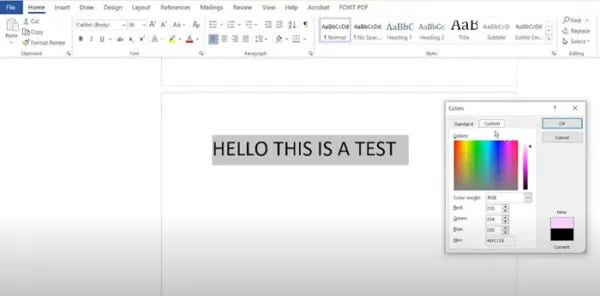 File Home Insert Draw Design Layout References Mailings Review View Help Acrobat FOXIT PDF
Cut
Copy
Format Painter
Paste
Clipboard
Calibri (Body) 36
Font
Paragraph
AaBbCcDd AaBbCcDd AaBbC AaBbCc AaB AaBbCcD AaBbCcDd
¶ Normal ¶ No Spac... Heading 1 Heading 2 Title Subtitle Subtle Em...
Styles
Find
Replace
Select
Editing
HELLO THIS IS A TEST
Colors ? ×
Standard Custom
OK
Cancel
Colors:
Color model: RGB
Red: 255
Green: 204
Blue: 255
Hex:
New
Current